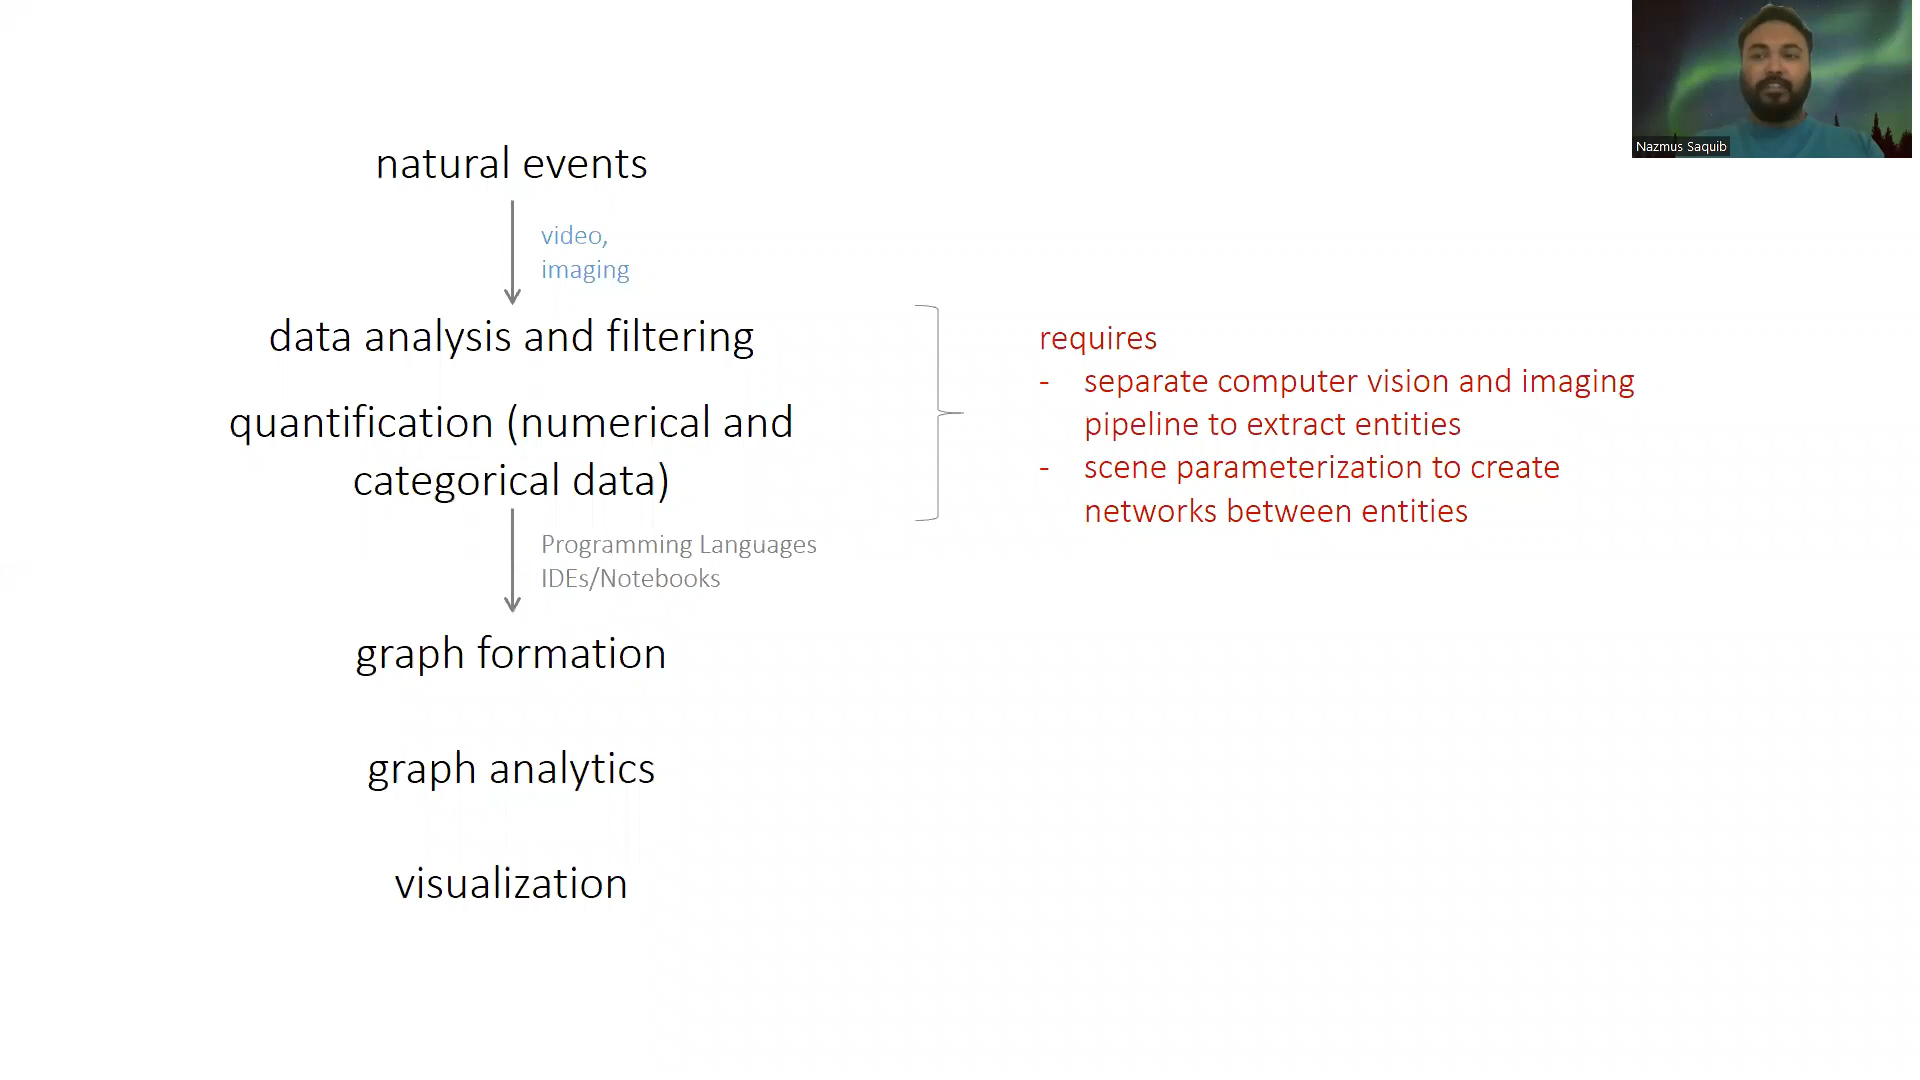 natural events
video,
imaging
data analysis and filtering
quantification (numerical and
categorical data)
Programming Languages
IDEs/Notebooks
graph formation
graph analytics
visualization
requires
- separate computer vision and imaging
pipeline to extract entities
- scene parameterization to create
networks between entities
Nazmus Saquib